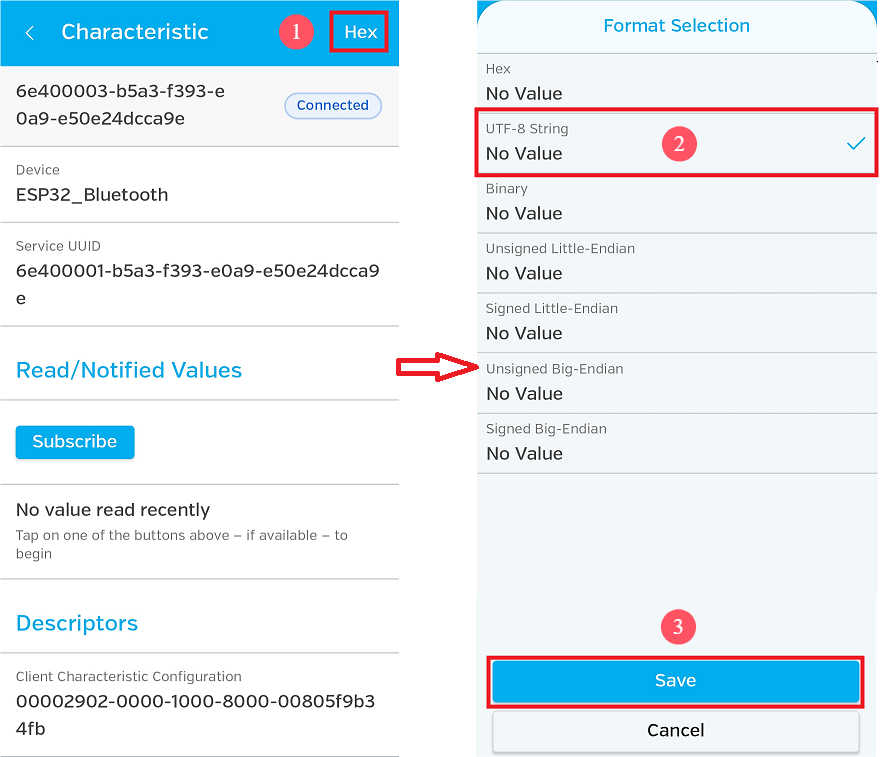 Characteristic
1
Hex
6e400003-b5a3-f393-e
0a9-e50e24dcca9e
Connected
Device
ESP32_Bluetooth
Service UUID
6e400001-b5a3-f393-e0a9-e50e24dcca9
e
Read/Notified Values
Subscribe
No value read recently
Tap on one of the buttons above – if available – to
begin
Descriptors
Client Characteristic Configuration
00002902-0000-1000-8000-00805f9b3
4fb
Format Selection
Hex
No Value
UTF-8 String
No Value
2
Binary
No Value
Unsigned Little-Endian
No Value
Signed Little-Endian
No Value
Unsigned Big-Endian
No Value
Signed Big-Endian
No Value
3
Save
Cancel